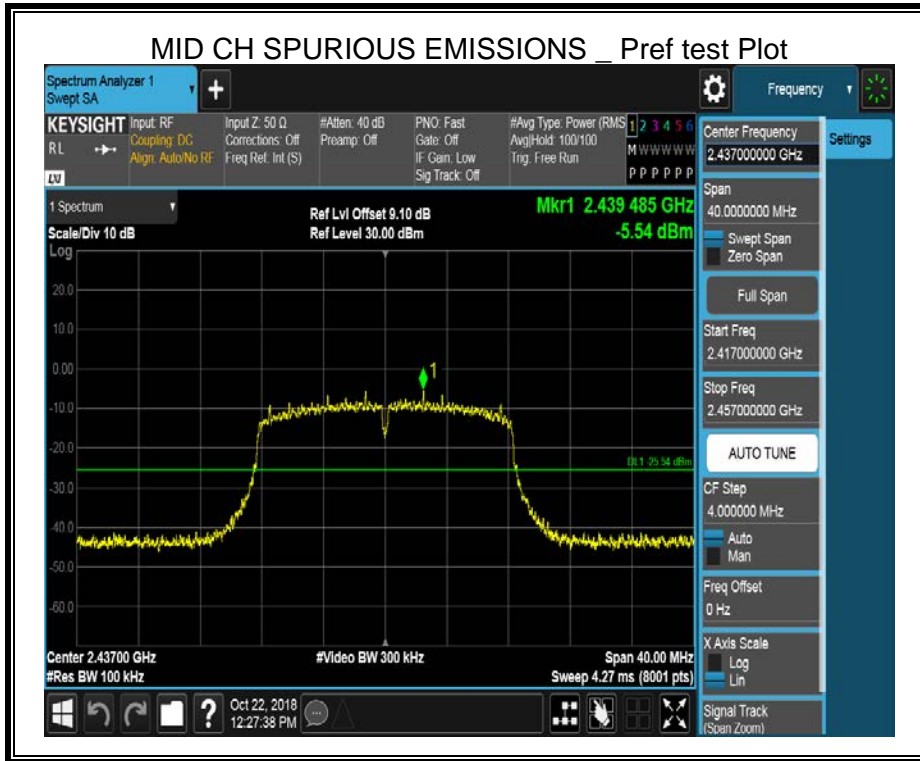 MID CH SPURIOUS EMISSIONS _ Pref test Plot
Spectrum Analyzer 1
Swept SA
+
Frequency
KEYSIGHT
RL
LXI
Input: RF
Coupling: DC
Align: Auto/No RF
Input Z: 50 Ω
Corrections: Off
Freq Ref: Int (S)
#Atten: 40 dB
Preamp: Off
PNO: Fast
Gate: Off
IF Gain: Low
Sig Track: Off
#Avg Type: Power (RMS
Avg|Hold: 100/100
Trig: Free Run
1 2 3 4 5 6
M W W W W W
P P P P P P
Center Frequency
2.437000000 GHz
Settings
1 Spectrum
Scale/Div 10 dB
Ref Lvl Offset 9.10 dB
Ref Level 30.00 dBm
Mkr1 2.439 485 GHz
-5.54 dBm
Log
20.0
10.0
0.00
-10.0
-20.0
-30.0
-40.0
-50.0
-60.0
1
DL1 -25.54 dBm
Center 2.43700 GHz
#Res BW 100 kHz
#Video BW 300 kHz
Span 40.00 MHz
Sweep 4.27 ms (8001 pts)
Span
40.0000000 MHz
Swept Span
Zero Span
Full Span
Start Freq
2.417000000 GHz
Stop Freq
2.457000000 GHz
AUTO TUNE
CF Step
4.000000 MHz
Auto
Man
Freq Offset
0 Hz
X Axis Scale
Log
Lin
Signal Track
(Span Zoom)
?
Oct 22, 2018
12:27:38 PM